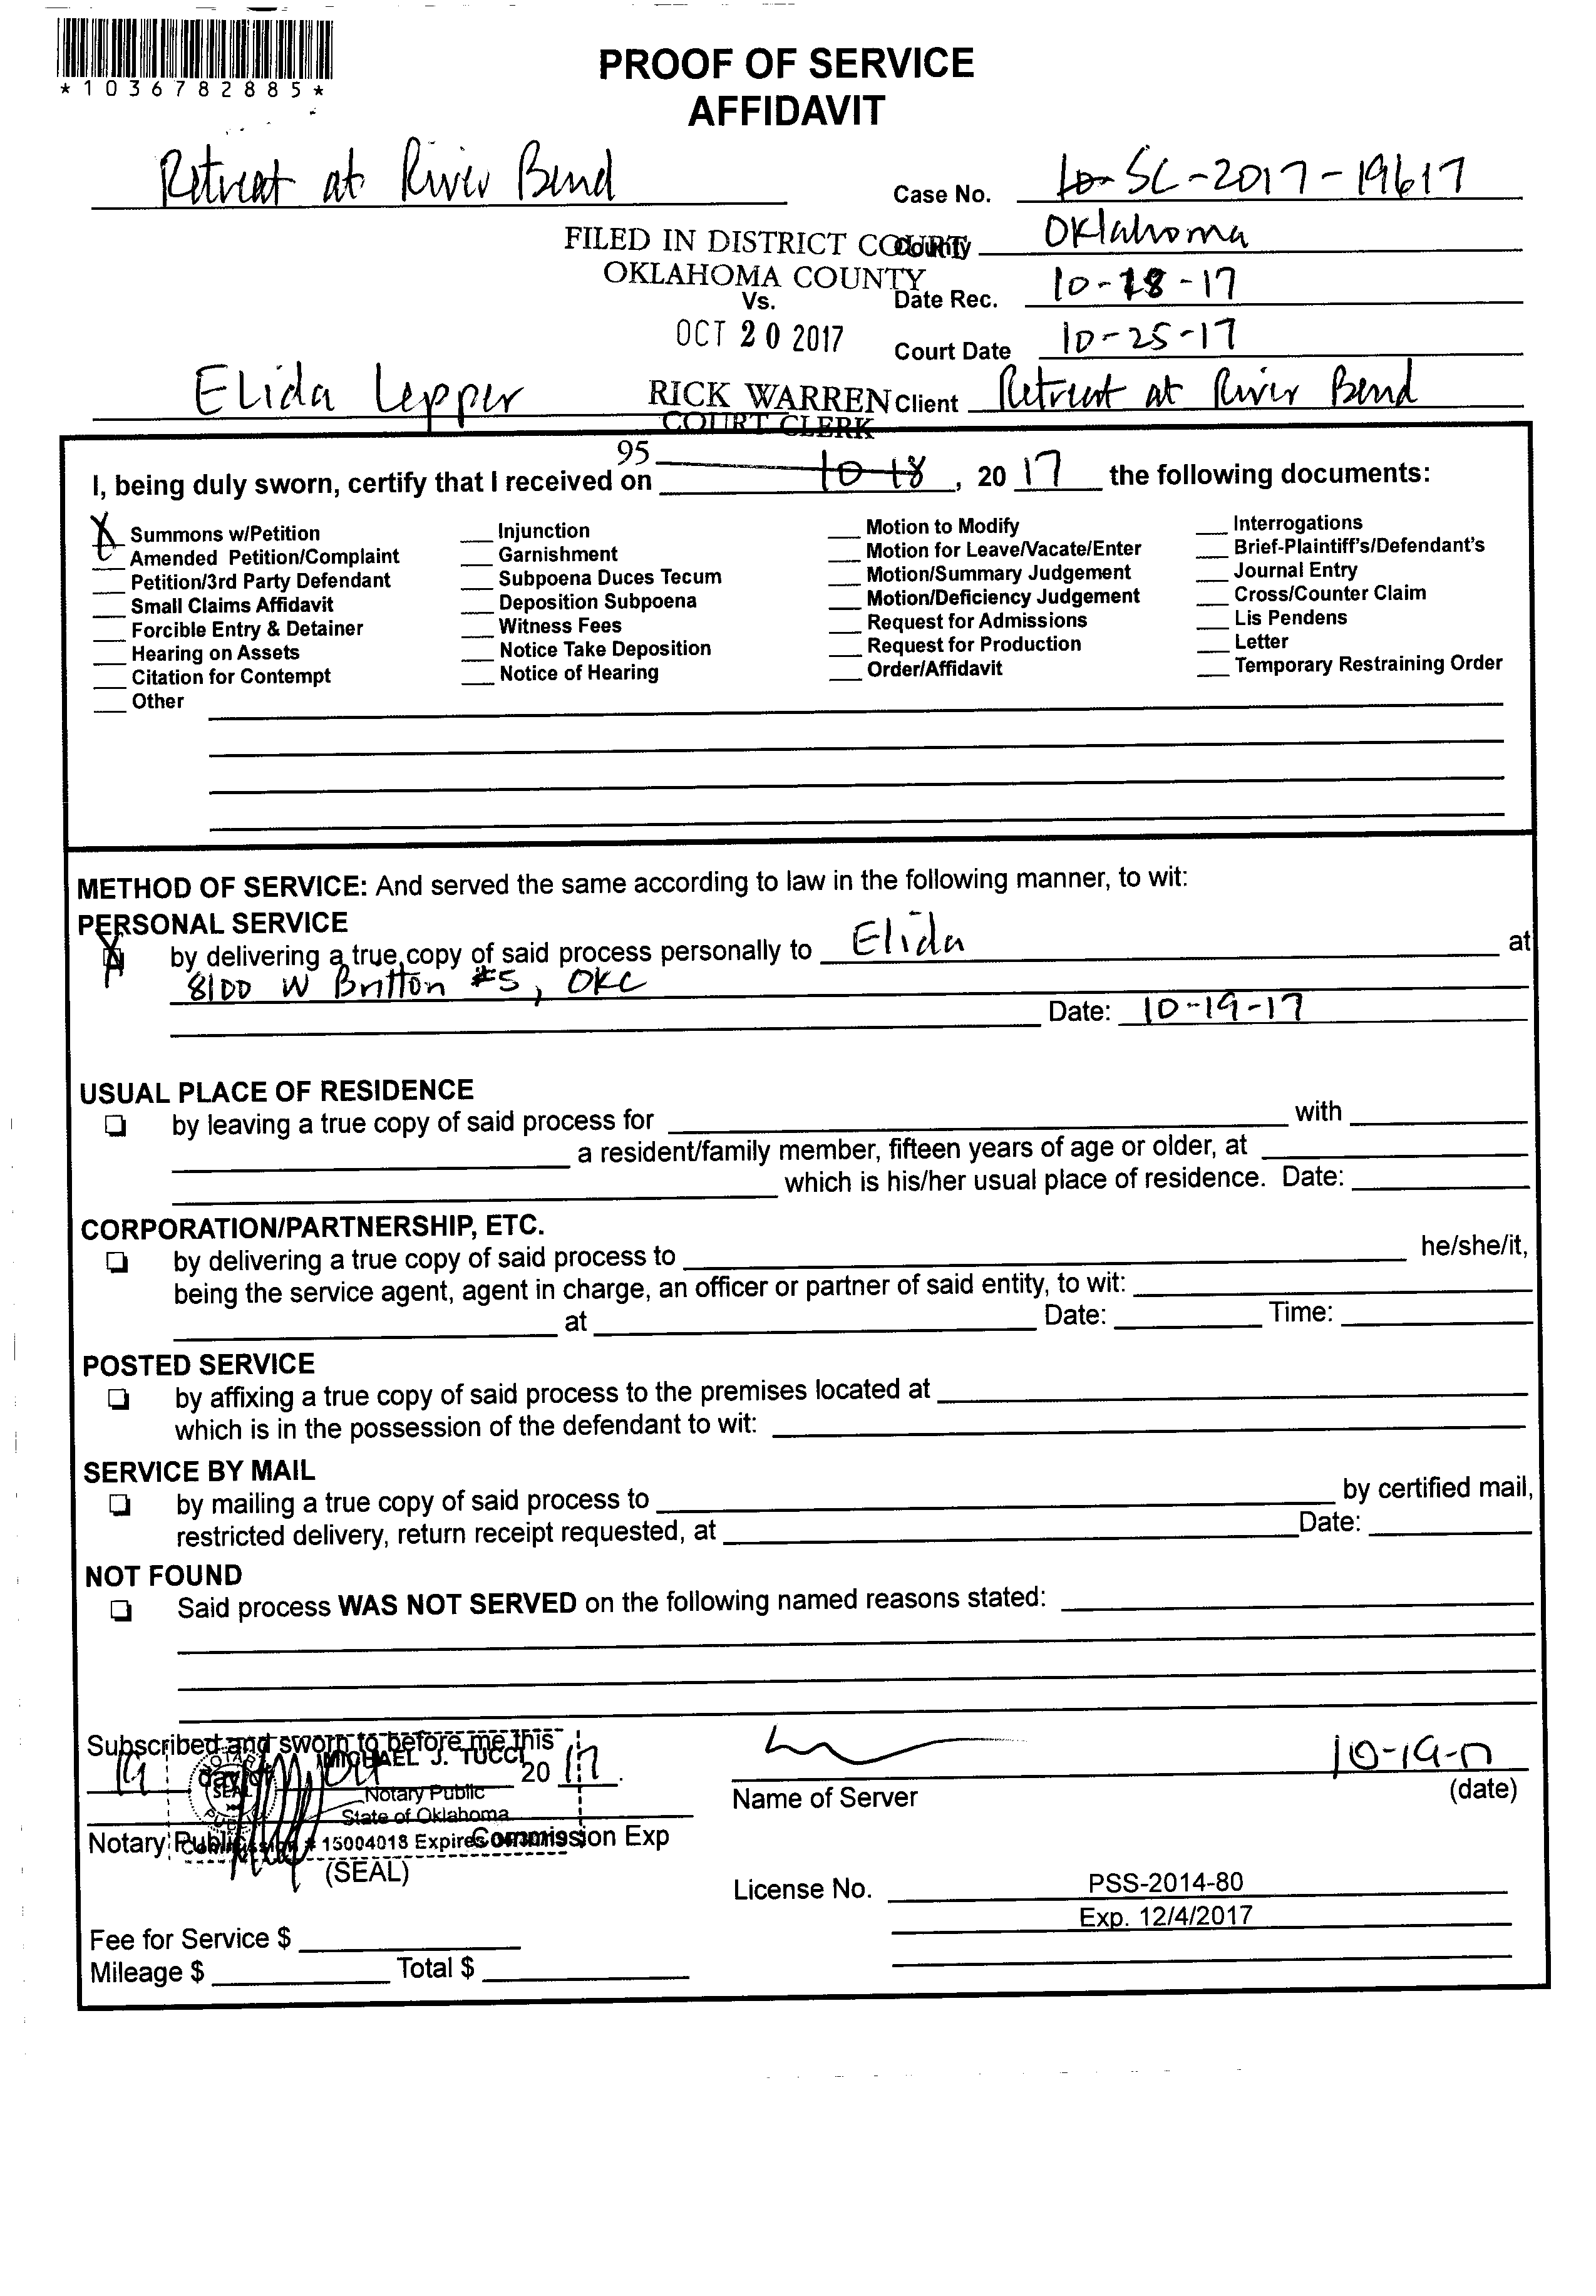 *1036782885*
PROOF OF SERVICE
AFFIDAVIT
Retreat at River Bend
Case No. SC-2017-19617
FILED IN DISTRICT COURT
OKLAHOMA COUNTY
County Oklahoma
Vs.
Date Rec. 10-18-17
OCT 20 2017
Court Date 10-25-17
Elida Lepper
RICK WARREN
COURT CLERK
Client Retreat at River Bend
95
I, being duly sworn, certify that I received on 10-18, 20 17 the following documents:
X Summons w/Petition
Amended Petition/Complaint
Petition/3rd Party Defendant
Small Claims Affidavit
Forcible Entry & Detainer
Hearing on Assets
Citation for Contempt
Other
Injunction
Garnishment
Subpoena Duces Tecum
Deposition Subpoena
Witness Fees
Notice Take Deposition
Notice of Hearing
Motion to Modify
Motion for Leave/Vacate/Enter
Motion/Summary Judgement
Motion/Deficiency Judgement
Request for Admissions
Request for Production
Order/Affidavit
Interrogations
Brief-Plaintiff's/Defendant's
Journal Entry
Cross/Counter Claim
Lis Pendens
Letter
Temporary Restraining Order
METHOD OF SERVICE: And served the same according to law in the following manner, to wit:
PERSONAL SERVICE
X by delivering a true copy of said process personally to Elida at
8100 W Britton #5, OKC
Date: 10-19-17
USUAL PLACE OF RESIDENCE
by leaving a true copy of said process for with
a resident/family member, fifteen years of age or older, at
which is his/her usual place of residence. Date:
CORPORATION/PARTNERSHIP, ETC.
by delivering a true copy of said process to he/she/it,
being the service agent, agent in charge, an officer or partner of said entity, to wit:
at Date: Time:
POSTED SERVICE
by affixing a true copy of said process to the premises located at
which is in the possession of the defendant to wit:
SERVICE BY MAIL
by mailing a true copy of said process to by certified mail,
restricted delivery, return receipt requested, at Date:
NOT FOUND
Said process WAS NOT SERVED on the following named reasons stated:
Subscribed and sworn to before me this
19 day of Oct 20 17.
MICHAEL J. TUCCI
Notary Public
State of Oklahoma
Commission # 15004018 Expires
NOTARY PUBLIC
SEAL
Notary Public Commission Exp
(SEAL)
10-19-17
Name of Server (date)
License No. PSS-2014-80
Exp. 12/4/2017
Fee for Service $
Mileage $ Total $